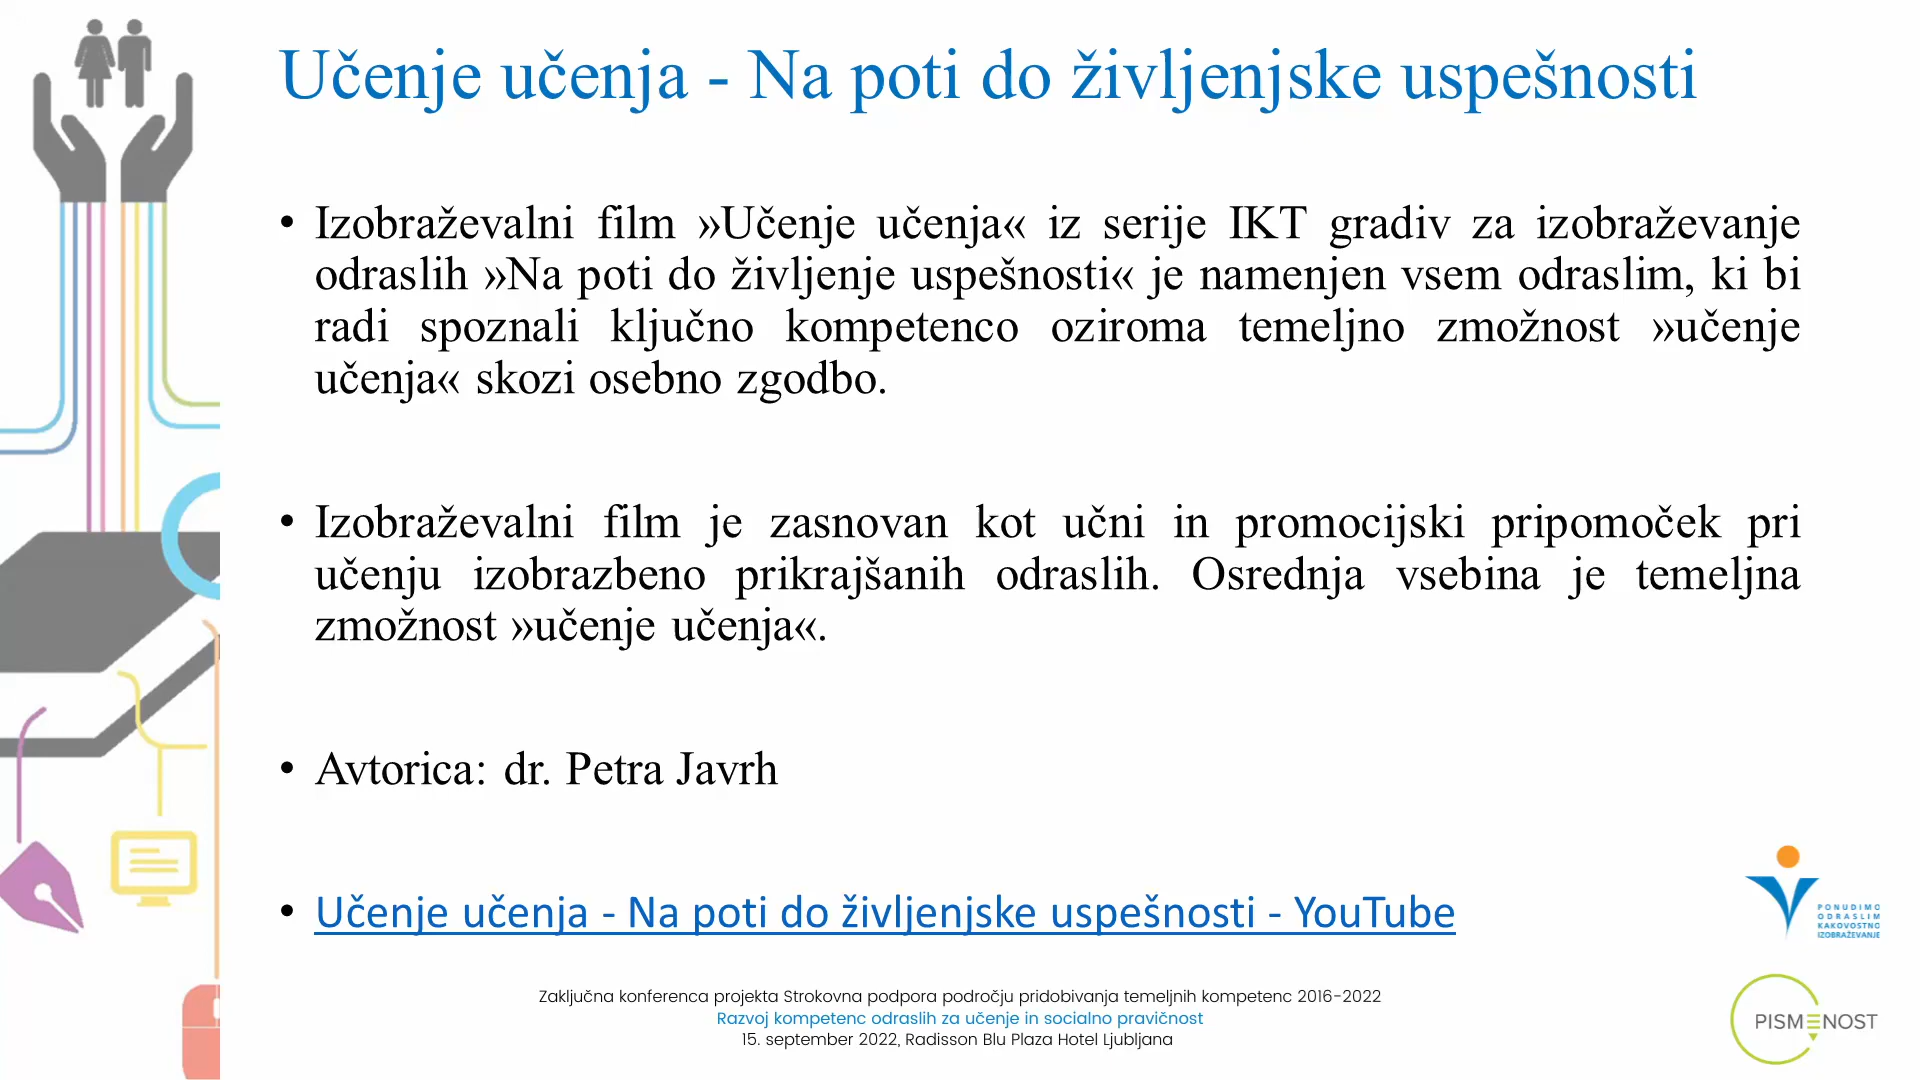 Učenje učenja - Na poti do življenjske uspešnosti
• Izobraževalni film »Učenje učenja« iz serije IKT gradiv za izobraževanje
odraslih »Na poti do življenje uspešnosti« je namenjen vsem odraslim, ki bi
radi spoznali ključno kompetenco oziroma temeljno zmožnost »učenje
učenja« skozi osebno zgodbo.
• Izobraževalni film je zasnovan kot učni in promocijski pripomoček pri
učenju izobrazbeno prikrajšanih odraslih. Osrednja vsebina je temeljna
zmožnost »učenje učenja«.
• Avtorica: dr. Petra Javrh
• Učenje učenja - Na poti do življenjske uspešnosti - YouTube
PONUDIMO
ODRASLIM
KAKOVOSTNO
IZOBRAŽEVANJE
Zaključna konferenca projekta Strokovna podpora področju pridobivanja temeljnih kompetenc 2016-2022
Razvoj kompetenc odraslih za učenje in socialno pravičnost
15. september 2022, Radisson Blu Plaza Hotel Ljubljana
PISMENOST